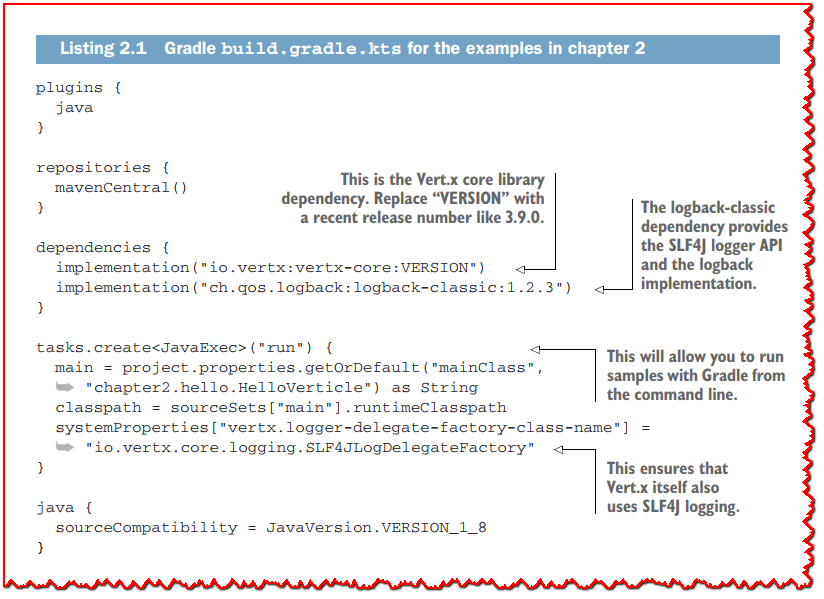 Listing 2.1 Gradle build.gradle.kts for the examples in chapter 2
plugins {
  java
}
repositories {
  mavenCentral()
}
This is the Vert.x core library
dependency. Replace “VERSION” with
a recent release number like 3.9.0.
The logback-classic
dependency provides
the SLF4J logger API
and the logback
implementation.
dependencies {
  implementation("io.vertx:vertx-core:VERSION")
  implementation("ch.qos.logback:logback-classic:1.2.3")
}
tasks.create<JavaExec>("run") {
  main = project.properties.getOrDefault("mainClass",
  "chapter2.hello.HelloVerticle") as String
  classpath = sourceSets["main"].runtimeClasspath
  systemProperties["vertx.logger-delegate-factory-class-name"] =
  "io.vertx.core.logging.SLF4JLogDelegateFactory"
}
This will allow you to run
samples with Gradle from
the command line.
This ensures that
Vert.x itself also
uses SLF4J logging.
java {
  sourceCompatibility = JavaVersion.VERSION_1_8
}